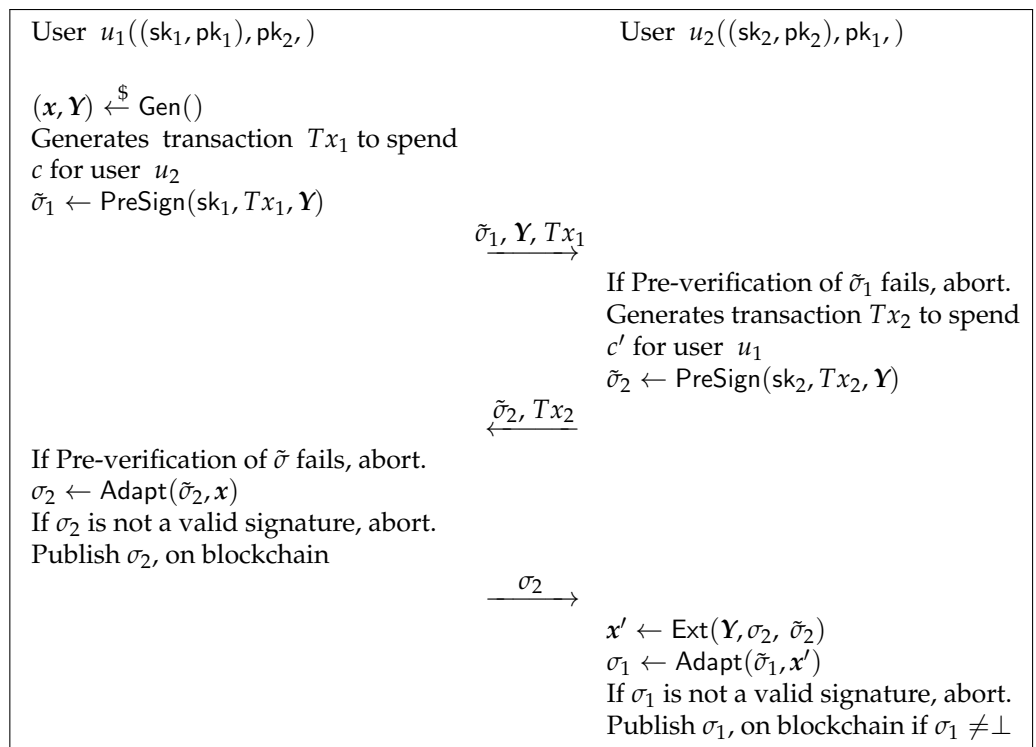 User u₁((sk₁, pk₁), pk₂, )
User u₂((sk₂, pk₂), pk₁, )
(x, Y) $← Gen()
Generates transaction Tx₁ to spend
c for user u₂
σ̃₁ ← PreSign(sk₁, Tx₁, Y)
σ̃₁, Y, Tx₁
If Pre-verification of σ̃₁ fails, abort.
Generates transaction Tx₂ to spend
c′ for user u₁
σ̃₂ ← PreSign(sk₂, Tx₂, Y)
σ̃₂, Tx₂
If Pre-verification of σ̃ fails, abort.
σ₂ ← Adapt(σ̃₂, x)
If σ₂ is not a valid signature, abort.
Publish σ₂, on blockchain
σ₂
x′ ← Ext(Y, σ₂, σ̃₂)
σ₁ ← Adapt(σ̃₁, x′)
If σ₁ is not a valid signature, abort.
Publish σ₁, on blockchain if σ₁ ≠⊥